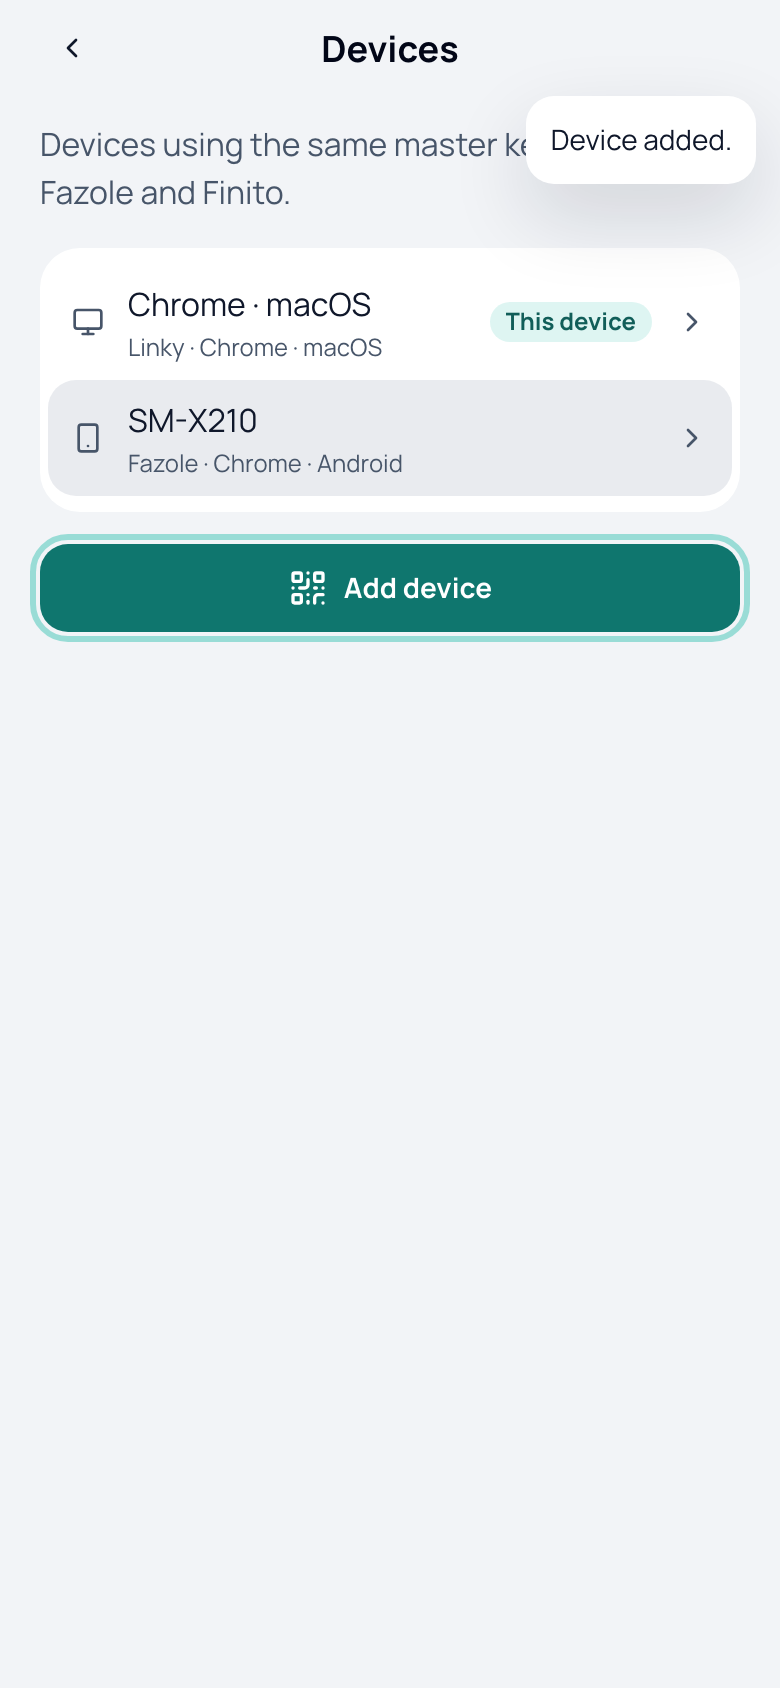 Devices
Device added.
Devices using the same master
Fazole and Finito.
Chrome · macOS
This device
Linky · Chrome · macOS
SM-X210
Fazole · Chrome · Android
Add device